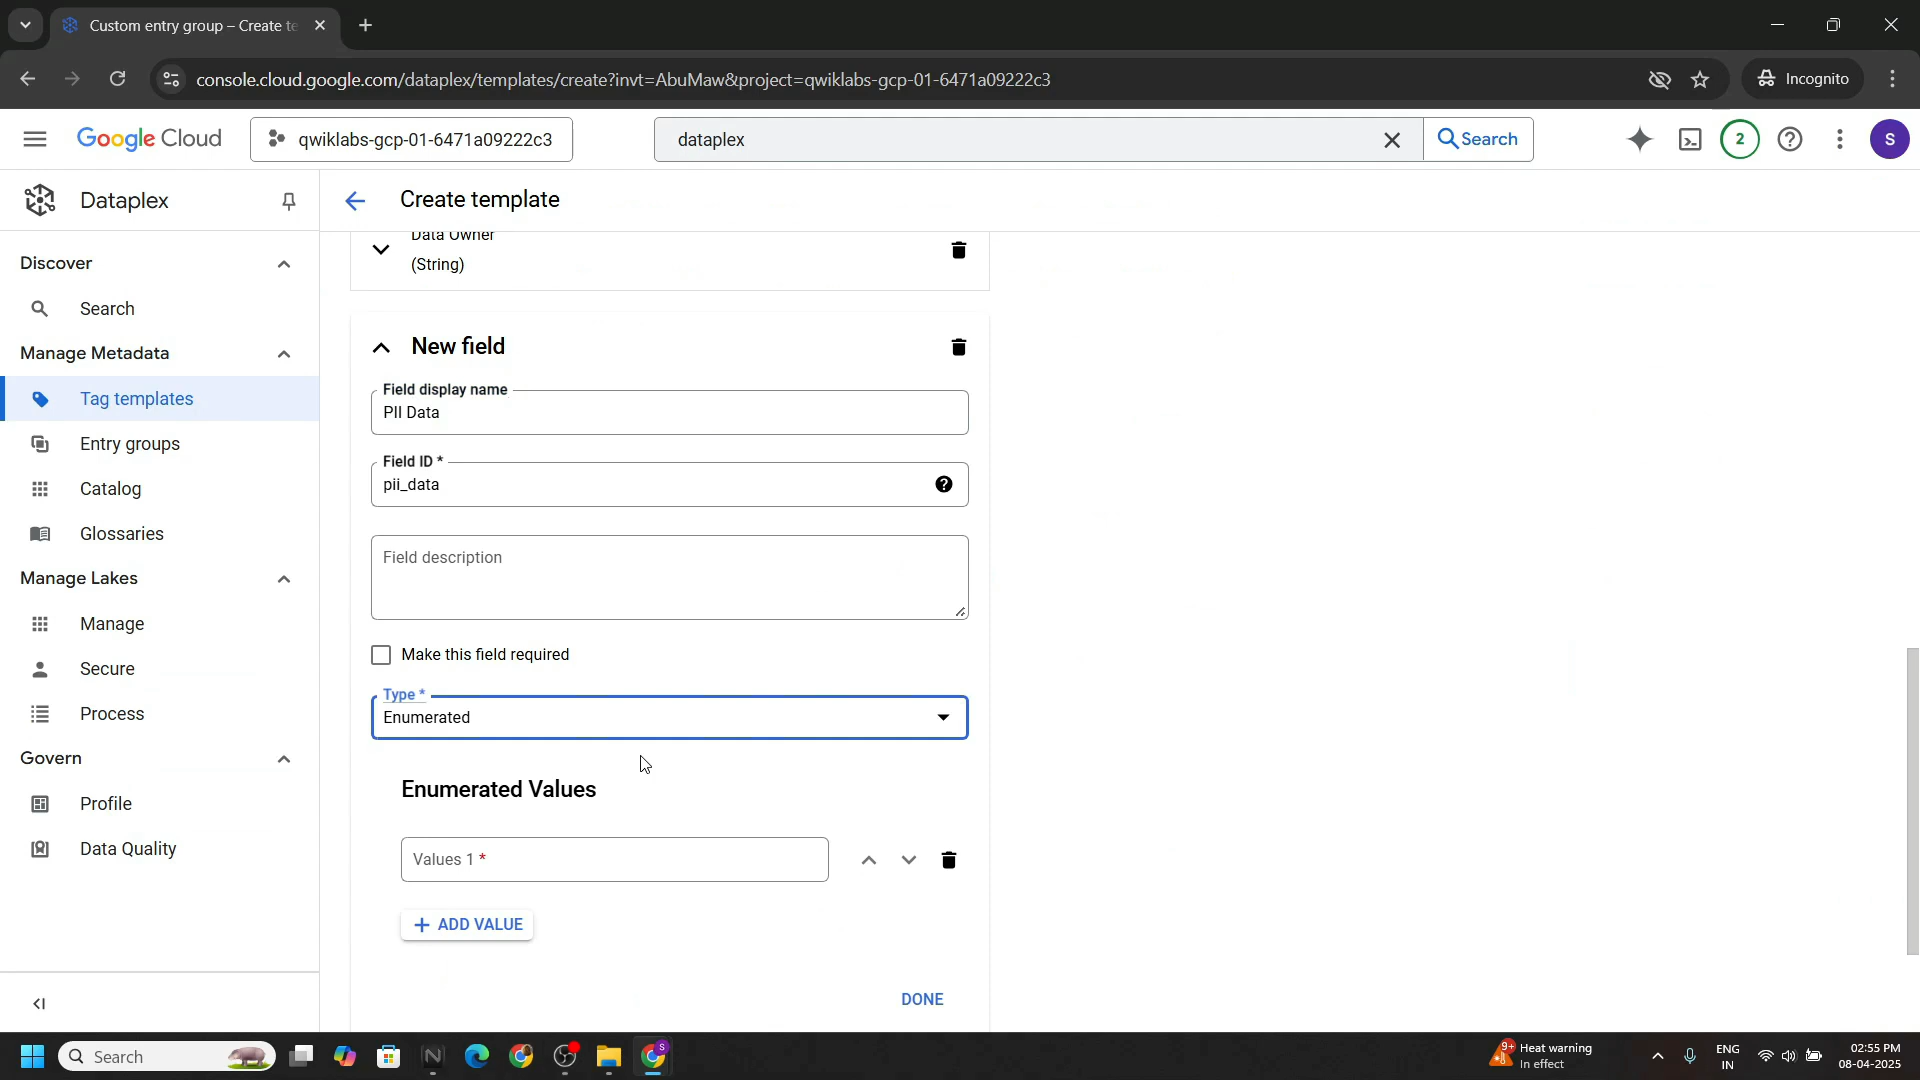 Custom entry group – Create te
console.cloud.google.com/dataplex/templates/create?invt=AbuMaw&project=qwiklabs-gcp-01-6471a09222c3
Incognito
Google Cloud
qwiklabs-gcp-01-6471a09222c3
dataplex
Search
2
S
Dataplex
Create template
Discover
Search
Manage Metadata
Tag templates
Entry groups
Catalog
Glossaries
Manage Lakes
Manage
Secure
Process
Govern
Profile
Data Quality
Data Owner
(String)
New field
Field display name
PII Data
Field ID *
pii_data
Field description
Make this field required
Type *
Enumerated
Enumerated Values
Values 1 *
ADD VALUE
DONE
Search
S
9+
Heat warning
In effect
ENG
IN
02:55 PM
08-04-2025